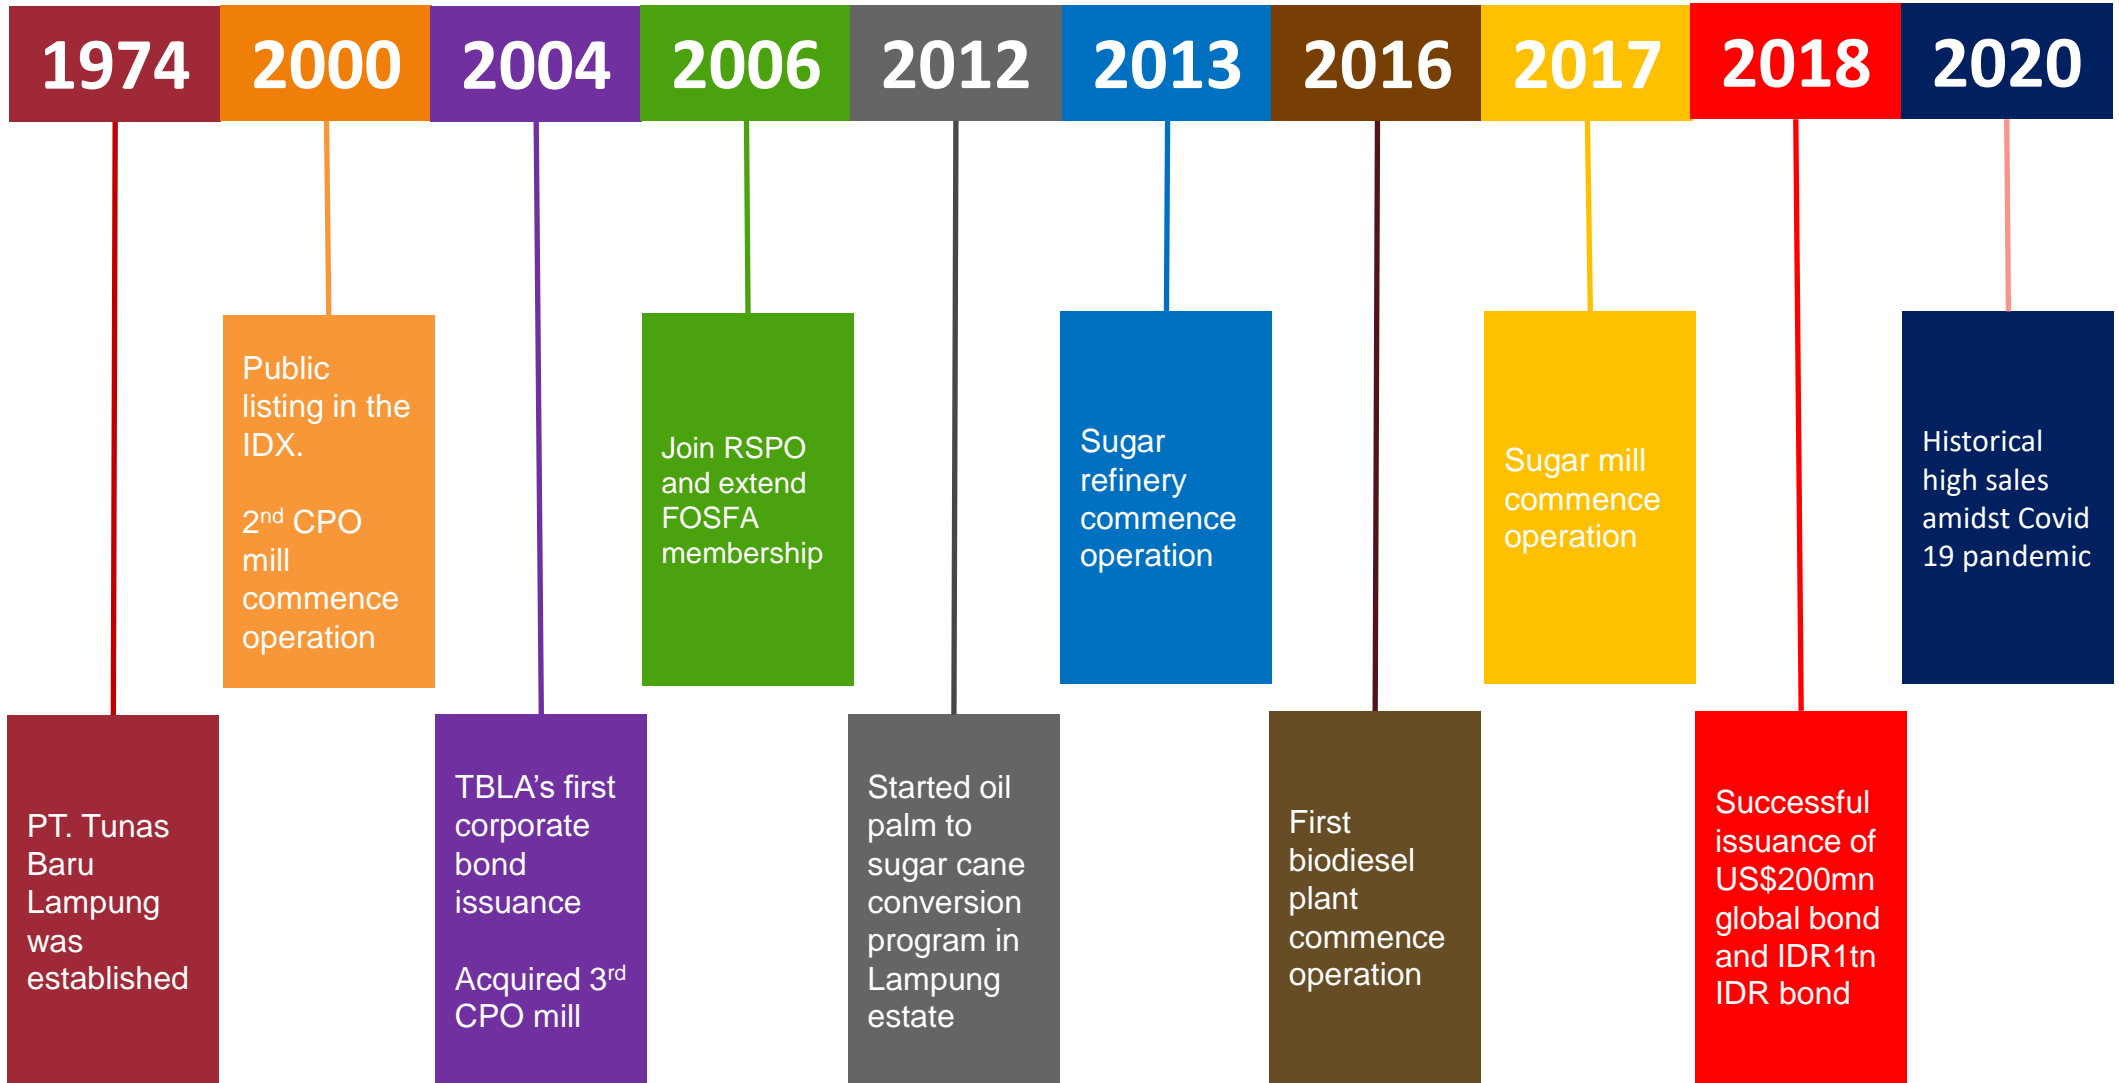 1974 2000 2004 2006 2012 2013 2016 2017 2018 2020
Public
listing in the
IDX.
2nd CPO
mill
commence
operation
Join RSPO
and extend
FOSFA
membership
Sugar
refinery
commence
operation
Sugar mill
commence
operation
Historical
high sales
amidst Covid
19 pandemic
PT. Tunas
Baru
Lampung
was
established
TBLA’s first
corporate
bond
issuance
Acquired 3rd
CPO mill
Started oil
palm to
sugar cane
conversion
program in
Lampung
estate
First
biodiesel
plant
commence
operation
Successful
issuance of
US$200mn
global bond
and IDR1tn
IDR bond